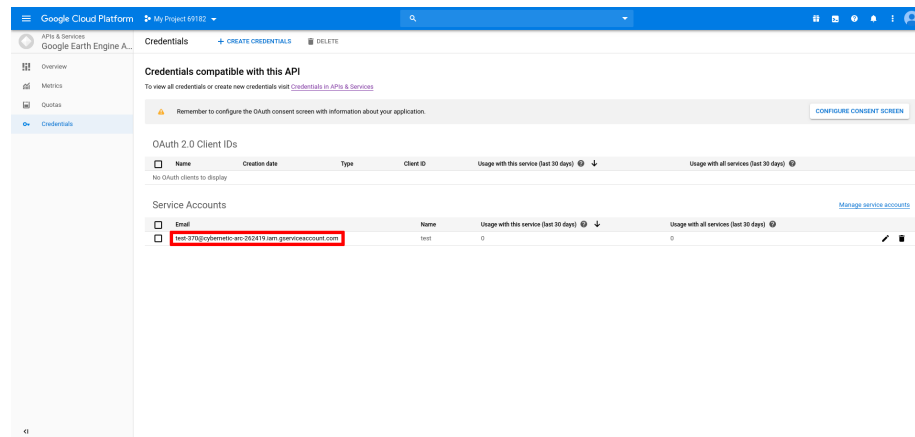 Google Cloud Platform My Project 69182
APIs & Services
Google Earth Engine A...
Credentials + CREATE CREDENTIALS DELETE
Overview
Metrics
Quotas
Credentials
Credentials compatible with this API
To view all credentials or create new credentials visit Credentials in APIs & Services
Remember to configure the OAuth consent screen with information about your application. CONFIGURE CONSENT SCREEN
OAuth 2.0 Client IDs
Name Creation date Type Client ID Usage with this service (last 30 days) Usage with all services (last 30 days)
No OAuth clients to display
Service Accounts Manage service accounts
Email Name Usage with this service (last 30 days) Usage with all services (last 30 days)
test-370@cybernetic-arc-262419.iam.gserviceaccount.com test 0 0